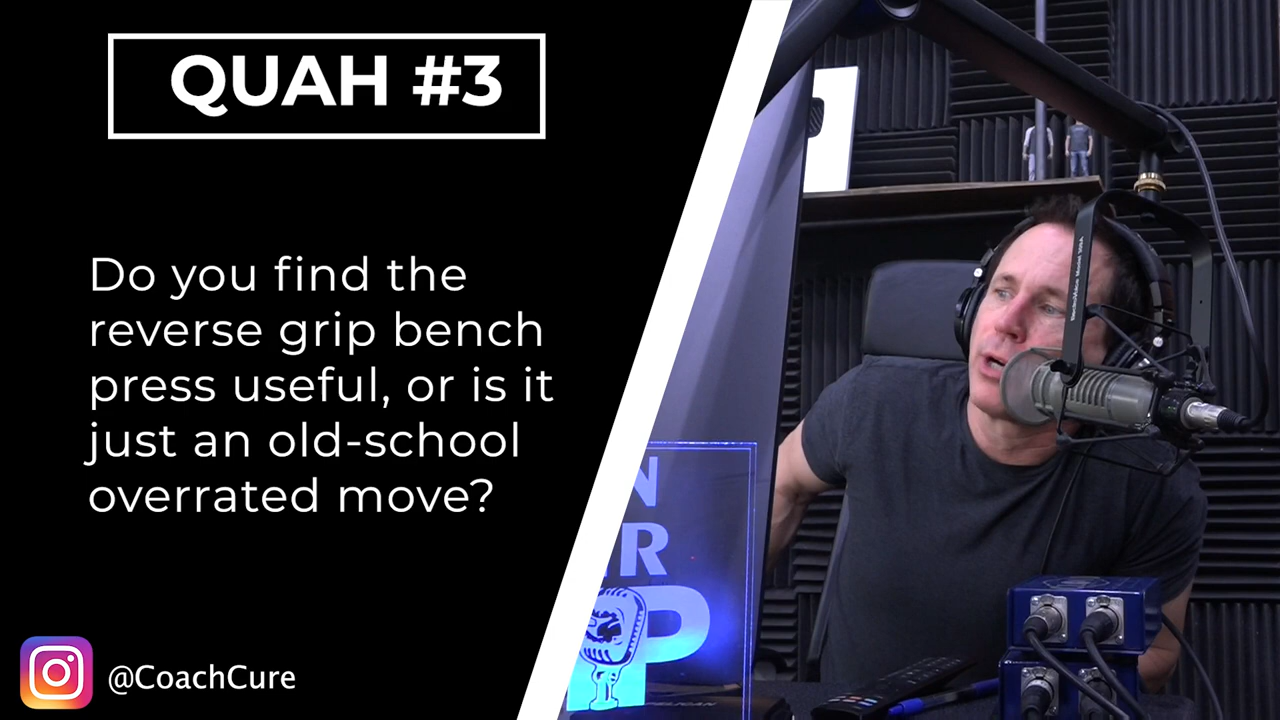 QUAH #3
Do you find the
reverse grip bench
press useful, or is it
just an old-school
overrated move?
@CoachCure
N
R
P
PELICAN